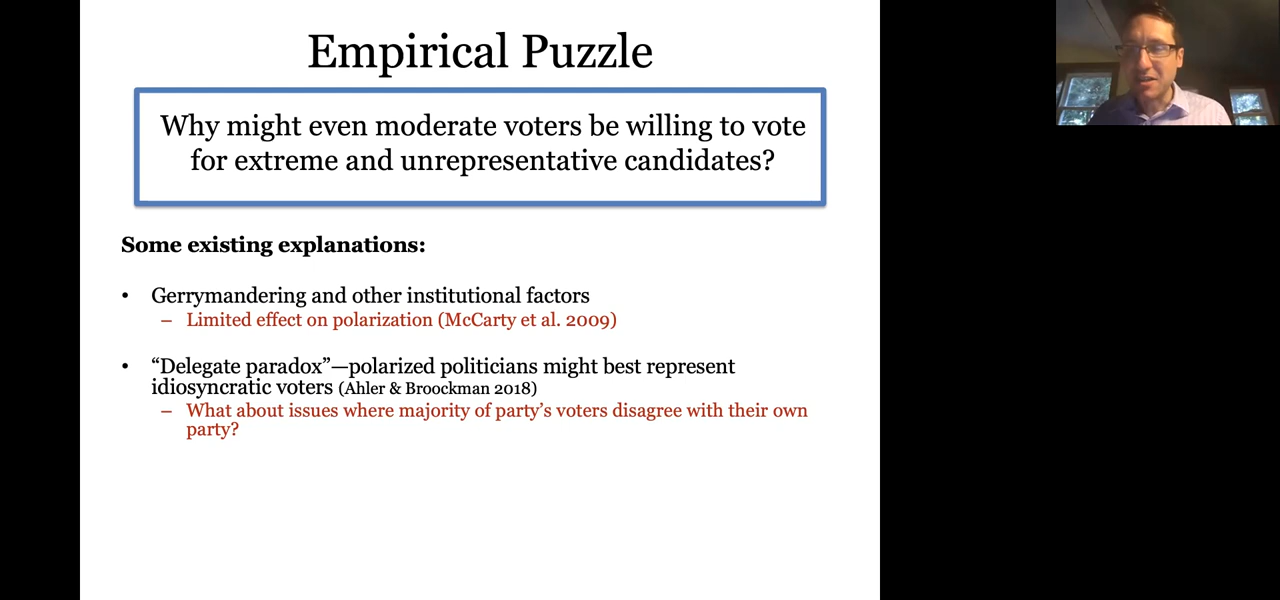 Empirical Puzzle
Why might even moderate voters be willing to vote
for extreme and unrepresentative candidates?
Some existing explanations:
• Gerrymandering and other institutional factors
– Limited effect on polarization (McCarty et al. 2009)
• “Delegate paradox”—polarized politicians might best represent
idiosyncratic voters (Ahler & Broockman 2018)
– What about issues where majority of party’s voters disagree with their own
party?